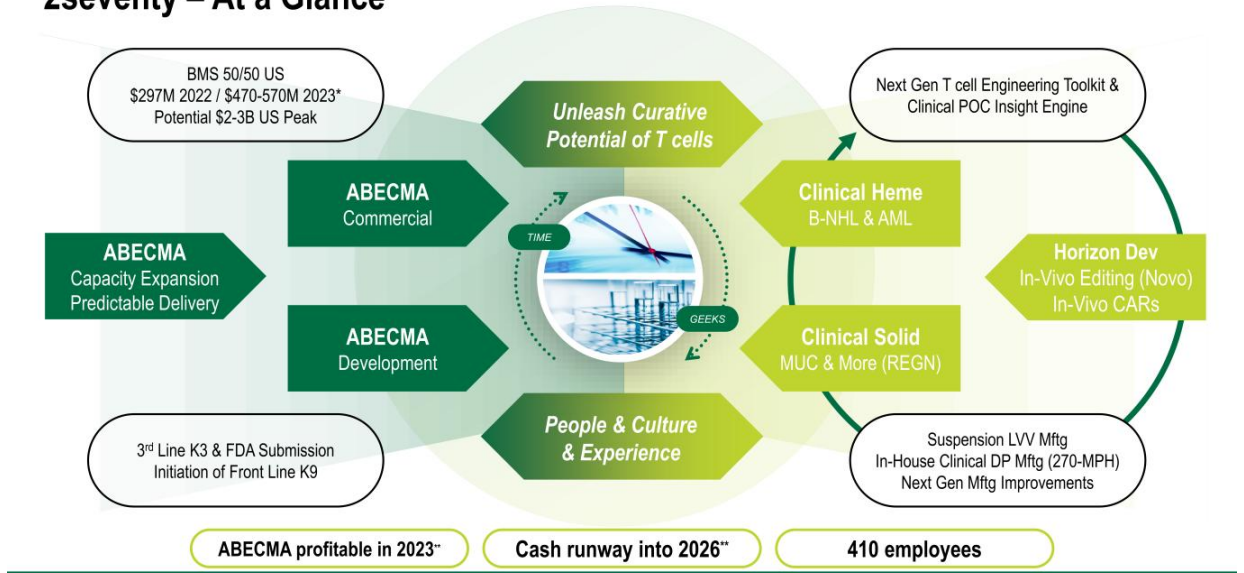 2seventy – At a Glance
BMS 50/50 US
$297M 2022 / $470-570M 2023*
Potential $2-3B US Peak
Unleash Curative
Potential of T cells
Next Gen T cell Engineering Toolkit &
Clinical POC Insight Engine
ABECMA
Commercial
Clinical Heme
B-NHL & AML
TIME
ABECMA
Capacity Expansion
Predictable Delivery
Horizon Dev
In-Vivo Editing (Novo)
In-Vivo CARs
GEEKS
ABECMA
Development
Clinical Solid
MUC & More (REGN)
People & Culture
& Experience
3rd Line K3 & FDA Submission
Initiation of Front Line K9
Suspension LVV Mftg
In-House Clinical DP Mftg (270-MPH)
Next Gen Mftg Improvements
ABECMA profitable in 2023**
Cash runway into 2026**
410 employees